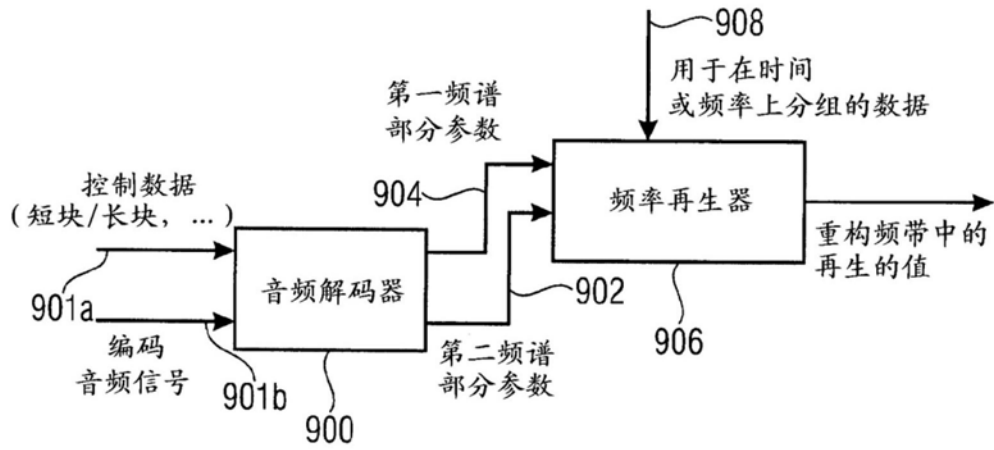 908
用于在时间
或频率上分组的数据
第一频谱
部分参数
904
频率再生器
控制数据
(短块/长块, ...)
重构频带中的
再生的值
901a
音频解码器
902
906
编码
音频信号
901b
900
第二频谱
部分参数